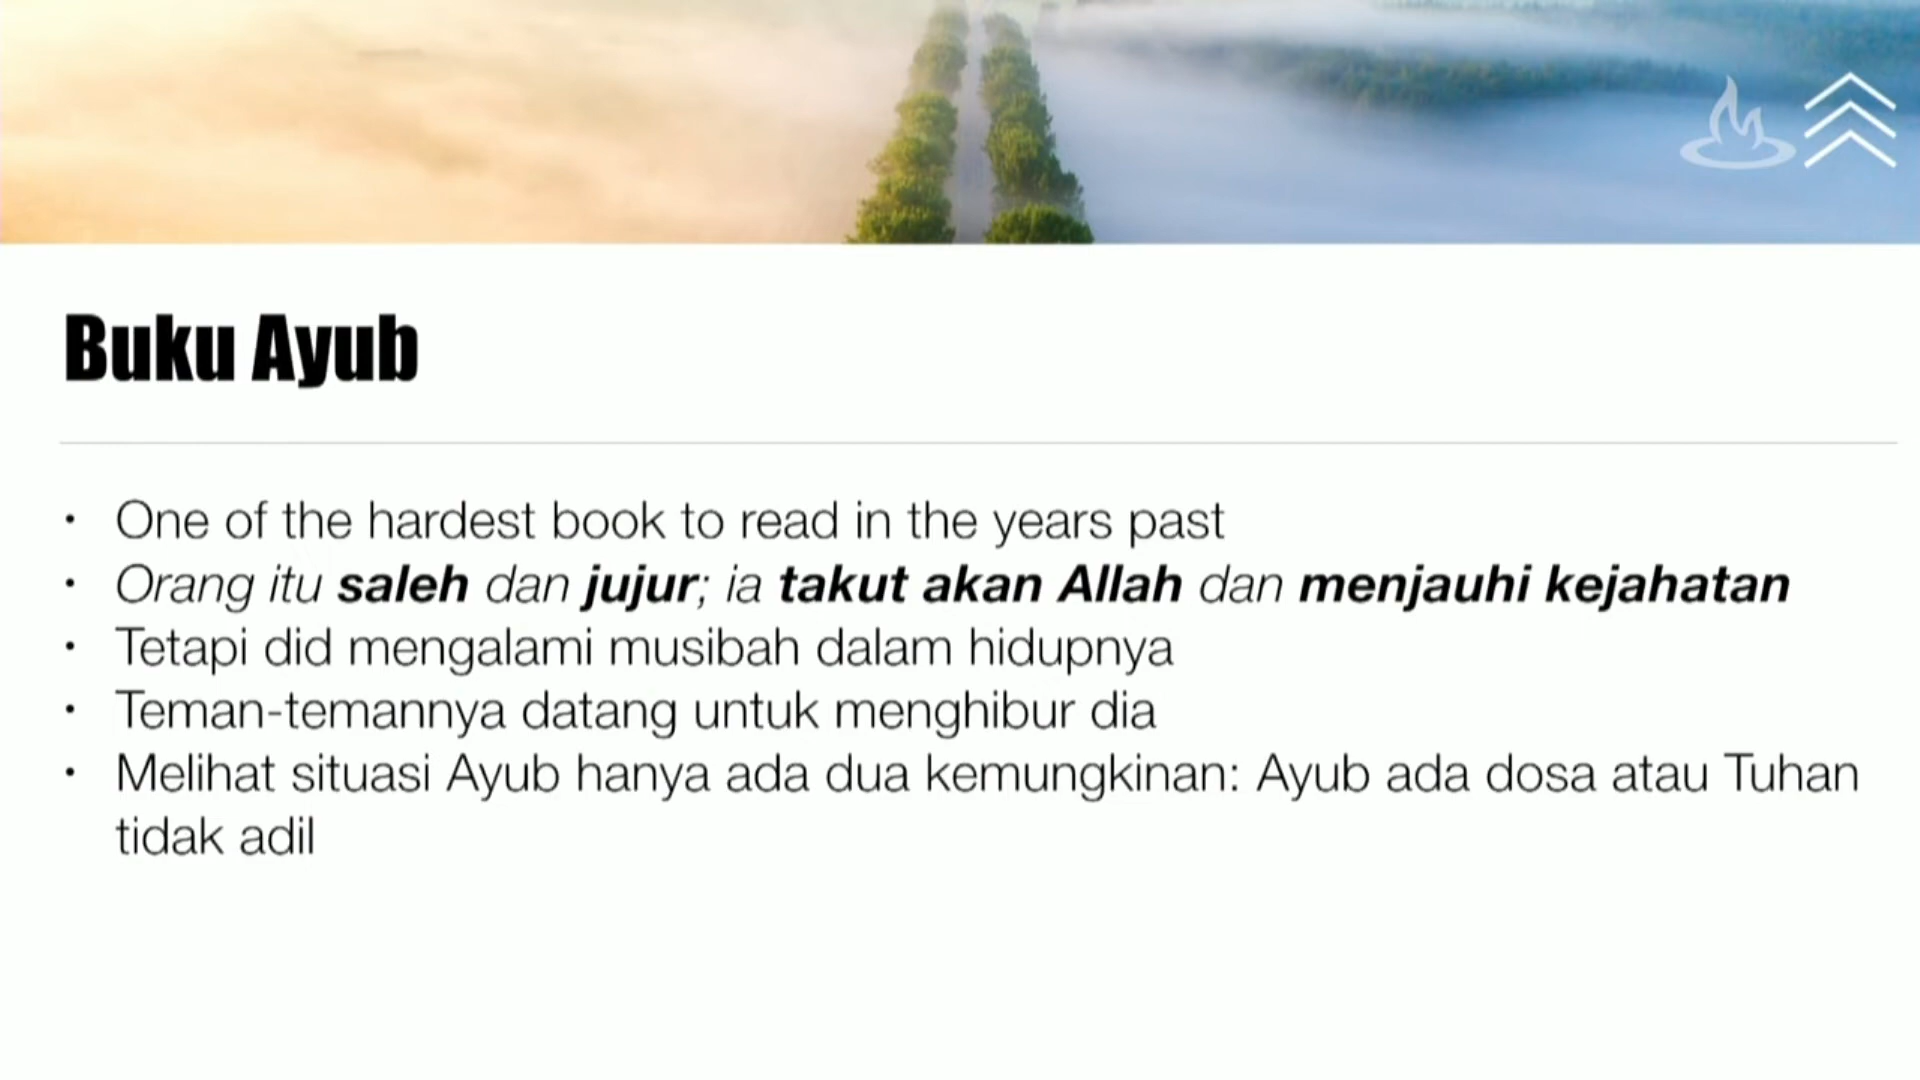 Buku Ayub
• One of the hardest book to read in the years past
• Orang itu saleh dan jujur; ia takut akan Allah dan menjauhi kejahatan
• Tetapi did mengalami musibah dalam hidupnya
• Teman-temannya datang untuk menghibur dia
• Melihat situasi Ayub hanya ada dua kemungkinan: Ayub ada dosa atau Tuhan
tidak adil